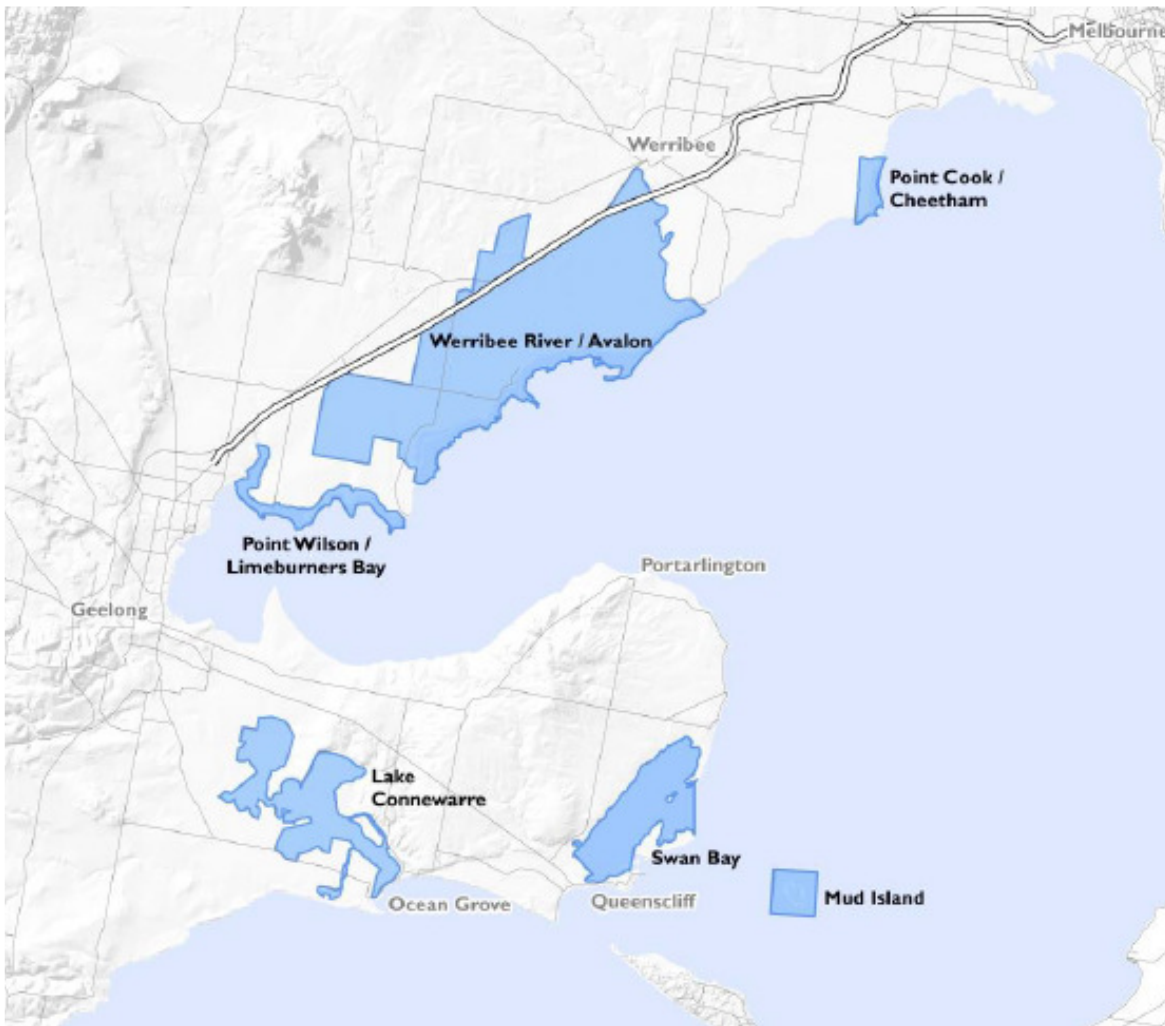 Melbourne
Werribee
Point Cook /
Cheetham
Werribee River / Avalon
Point Wilson /
Limeburners Bay
Portarlington
Geelong
Lake
Connewarre
Swan Bay
Ocean Grove
Queenscliff
Mud Island